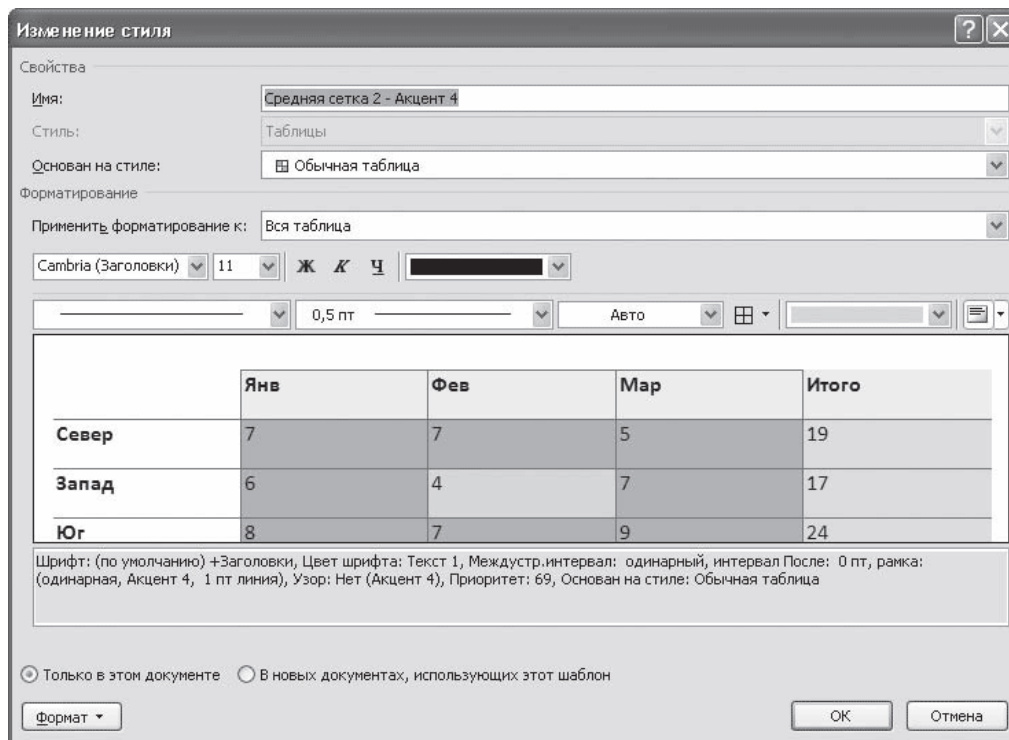 Изменение стиля
Свойства
Имя: Средняя сетка 2 - Акцент 4
Стиль: Таблицы
Основан на стиле: Обычная таблица
Форматирование
Применить форматирование к: Вся таблица
Cambria (Заголовки) 11 Ж К Ч
0,5 пт Авто
Янв Фев Мар Итого
Север 7 7 5 19
Запад 6 4 7 17
Юг 8 7 9 24
Шрифт: (по умолчанию) +Заголовки, Цвет шрифта: Текст 1, Междустр.интервал: одинарный, интервал После: 0 пт, рамка:
(одинарная, Акцент 4, 1 пт линия), Узор: Нет (Акцент 4), Приоритет: 69, Основан на стиле: Обычная таблица
Только в этом документе В новых документах, использующих этот шаблон
Формат ОК Отмена